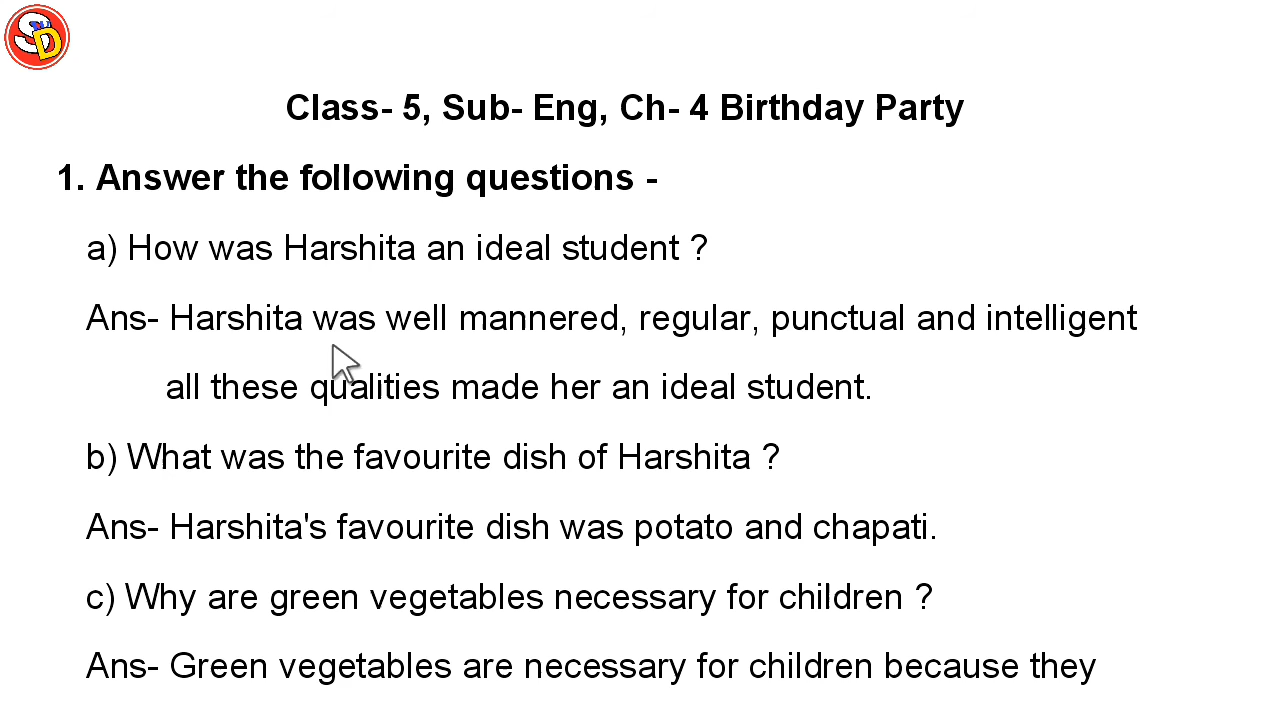 SD
Class- 5, Sub- Eng, Ch- 4 Birthday Party
1. Answer the following questions -
a) How was Harshita an ideal student ?
Ans- Harshita was well mannered, regular, punctual and intelligent
all these qualities made her an ideal student.
b) What was the favourite dish of Harshita ?
Ans- Harshita's favourite dish was potato and chapati.
c) Why are green vegetables necessary for children ?
Ans- Green vegetables are necessary for children because they